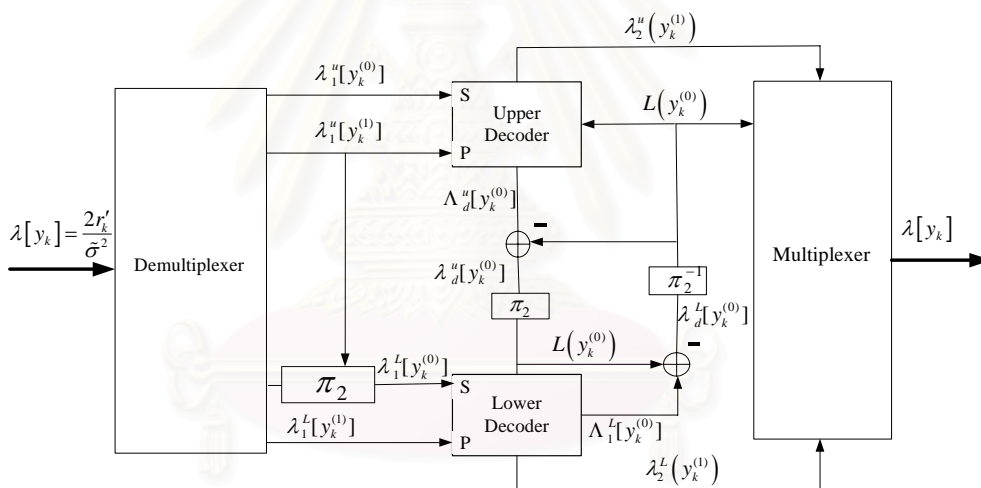 λ₂ᵘ(yₖ⁽¹⁾)
λ₁ᵘ[yₖ⁽⁰⁾]
S
Upper
Decoder
L(yₖ⁽⁰⁾)
λ₁ᵘ[yₖ⁽¹⁾]
P
Λ_dᵘ[yₖ⁽⁰⁾]
−
λ[yₖ] = 2r′ₖ/σ̃²
Demultiplexer
λ_dᵘ[yₖ⁽⁰⁾]
π₂
π₂⁻¹
λ_dᴸ[yₖ⁽⁰⁾]
−
Multiplexer
λ[yₖ]
L(yₖ⁽⁰⁾)
π₂
λ₁ᴸ[yₖ⁽⁰⁾]
S
Lower
Decoder
λ₁ᴸ[yₖ⁽¹⁾]
P
Λ₁ᴸ[yₖ⁽⁰⁾]
λ₂ᴸ(yₖ⁽¹⁾)